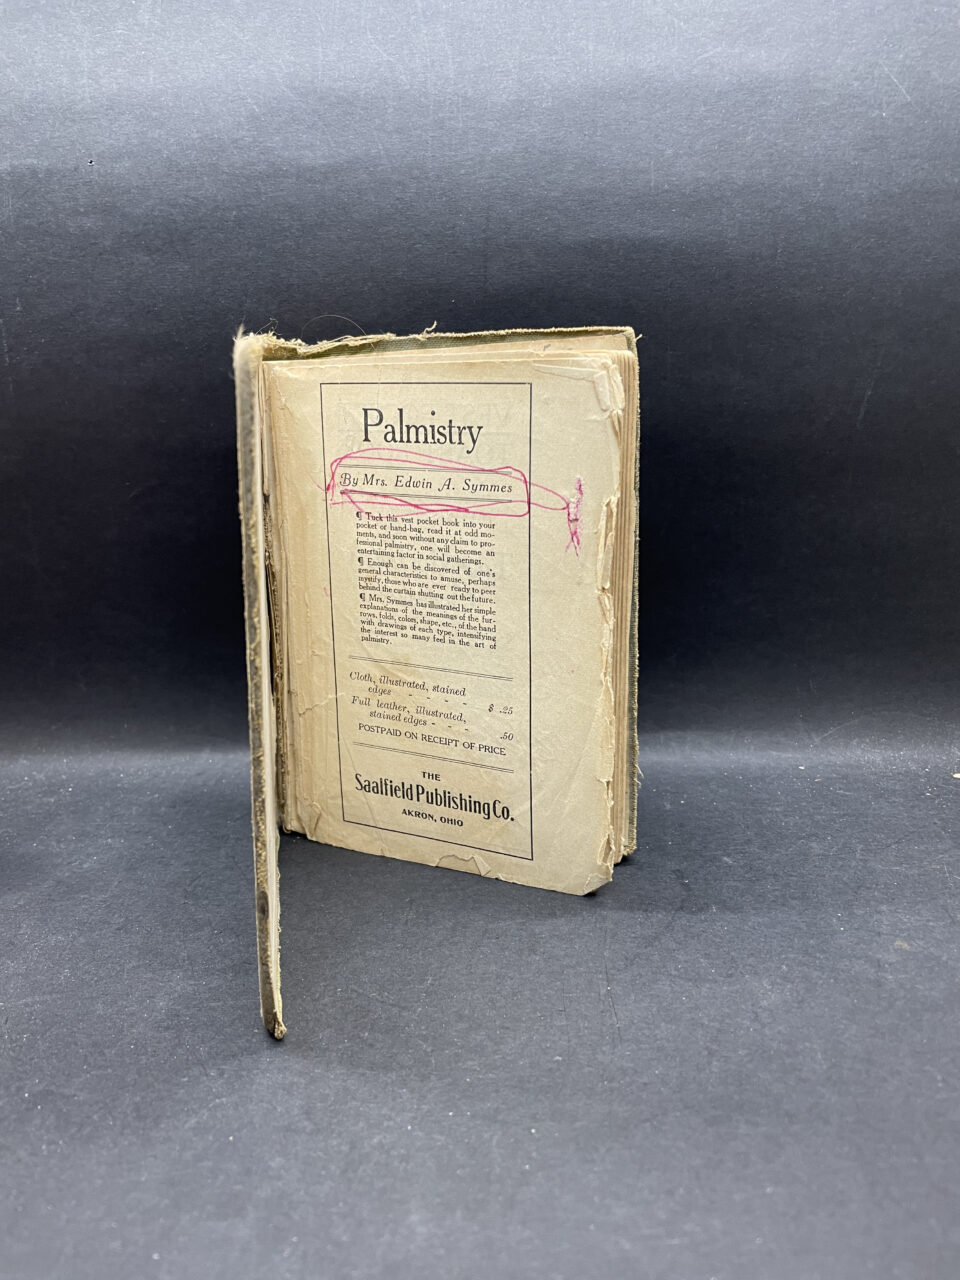 Palmistry
By Mrs. Edwin A. Symmes
¶ Tuck this vest pocket book into your
pocket or hand-bag, read it at odd mo-
ments, and soon without any claim to pro-
fessional palmistry, one will become an
entertaining factor in social gatherings.
¶ Enough can be discovered of one's
general characteristics to amuse, perhaps
mystify, those who are ever ready to peer
behind the curtain shutting out the future.
¶ Mrs. Symmes has illustrated her simple
explanations of the meanings of the fur-
rows, folds, colors, shape, etc., of the hand
with drawings of each type, intensifying
the interest so many feel in the art of
palmistry.
Cloth, illustrated, stained
edges - - - - $ .25
Full leather, illustrated,
stained edges - - - .50
POSTPAID ON RECEIPT OF PRICE
THE
Saalfield Publishing Co.
AKRON, OHIO